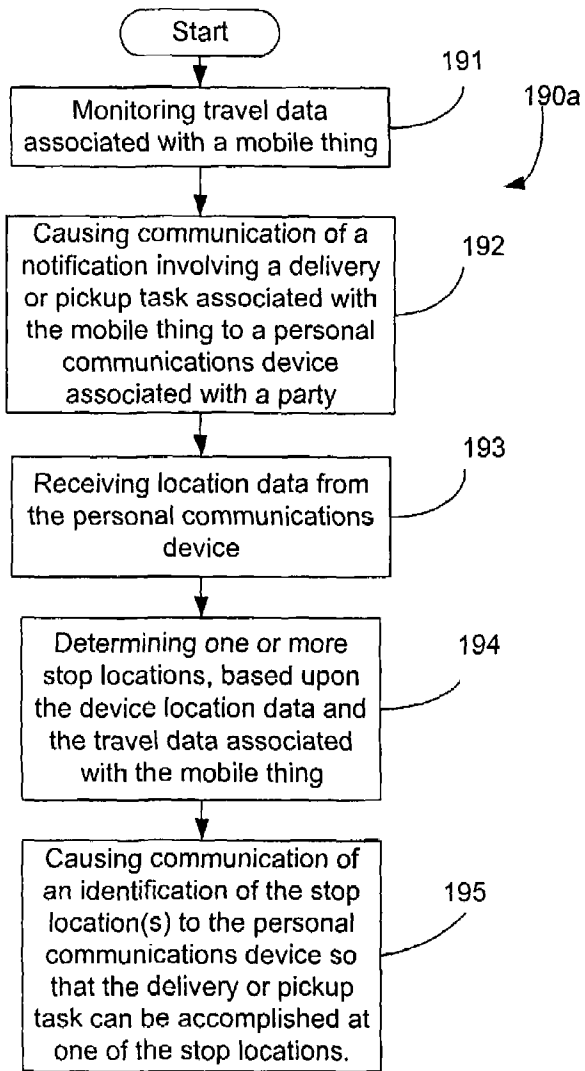 Start
191
190a
Monitoring travel data
associated with a mobile thing
192
Causing communication of a
notification involving a delivery
or pickup task associated with
the mobile thing to a personal
communications device
associated with a party
193
Receiving location data from
the personal communications
device
194
Determining one or more
stop locations, based upon
the device location data and
the travel data associated
with the mobile thing
195
Causing communication of
an identification of the stop
location(s) to the personal
communications device so
that the delivery or pickup
task can be accomplished at
one of the stop locations.